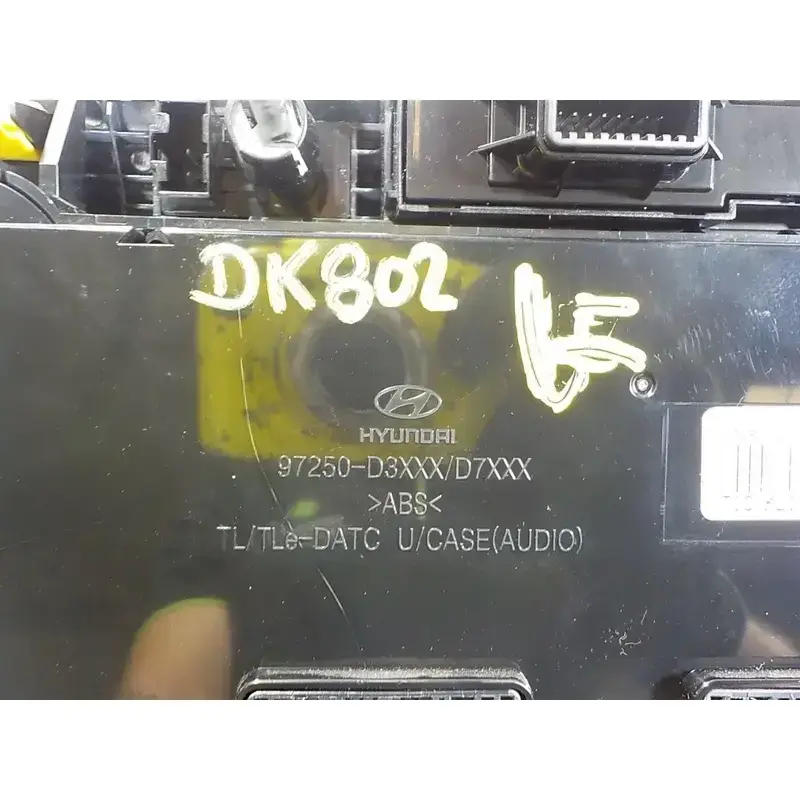 DK802
HYUNDAI
97250-D3XXX/D7XXX
>ABS<
TL/TLe-DATC U/CASE(AUDIO)